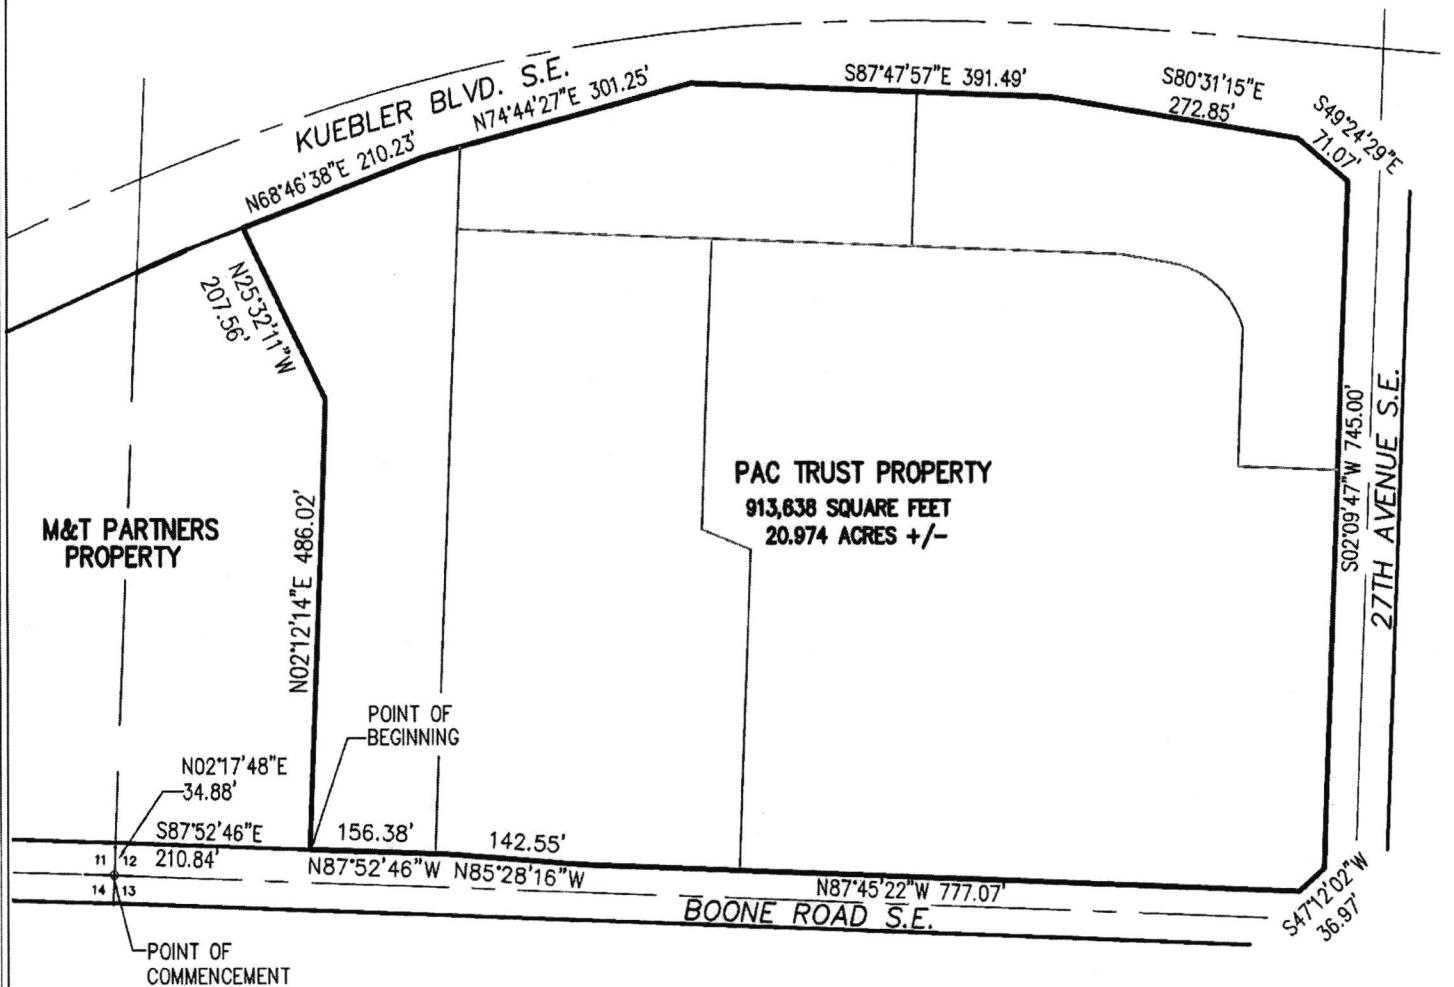 KUEBLER BLVD. S.E.
N68°46'38"E 210.23'
N74°44'27"E 301.25'
S87°47'57"E 391.49'
S80°31'15"E
272.85'
S49°24'29"E
71.07'
N25°32'11"W
207.56'
M&T PARTNERS
PROPERTY
N02°12'14"E 486.02'
PAC TRUST PROPERTY
913,638 SQUARE FEET
20.974 ACRES +/-
S02°09'47"W 745.00'
27TH AVENUE S.E.
POINT OF
BEGINNING
N02°17'48"E
34.88'
S87°52'46"E
210.84'
156.38'
N87°52'46"W
142.55'
N85°28'16"W
N87°45'22"W 777.07'
BOONE ROAD S.E.
S47°12'02"W
36.97'
11 12
14 13
POINT OF
COMMENCEMENT